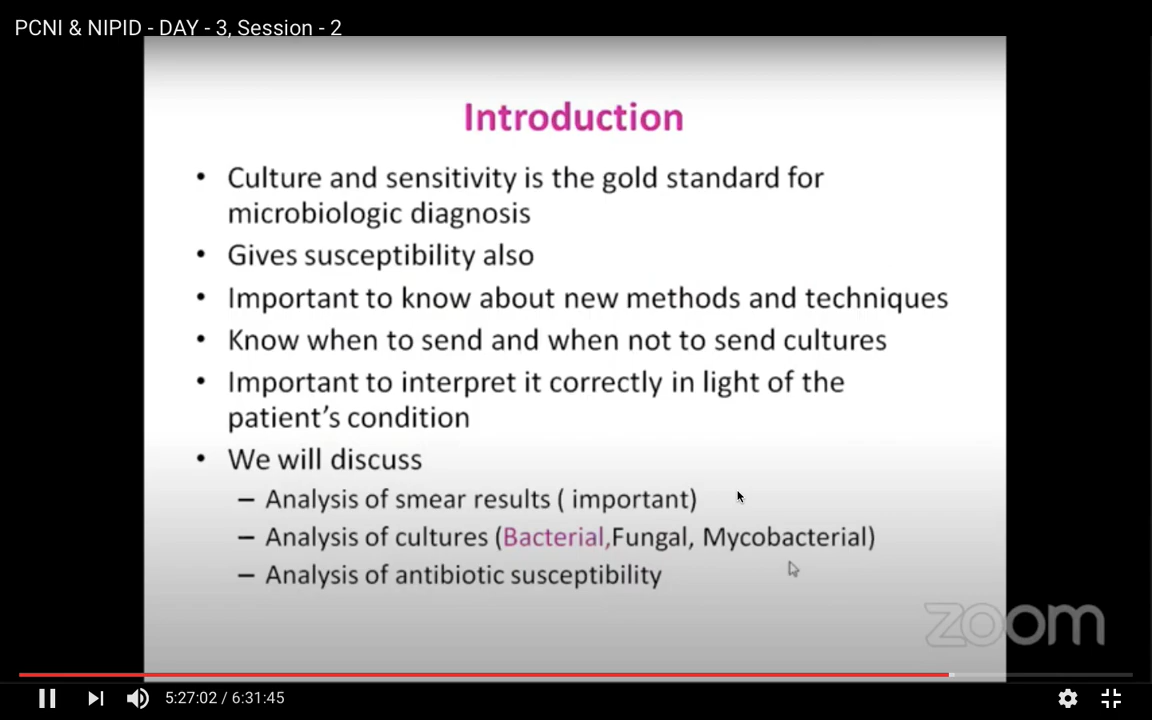 PCNI & NIPID - DAY - 3, Session - 2
Introduction
• Culture and sensitivity is the gold standard for
microbiologic diagnosis
• Gives susceptibility also
• Important to know about new methods and techniques
• Know when to send and when not to send cultures
• Important to interpret it correctly in light of the
patient's condition
• We will discuss
– Analysis of smear results ( important)
– Analysis of cultures (Bacterial,Fungal, Mycobacterial)
– Analysis of antibiotic susceptibility
zoom
5:27:02 / 6:31:45